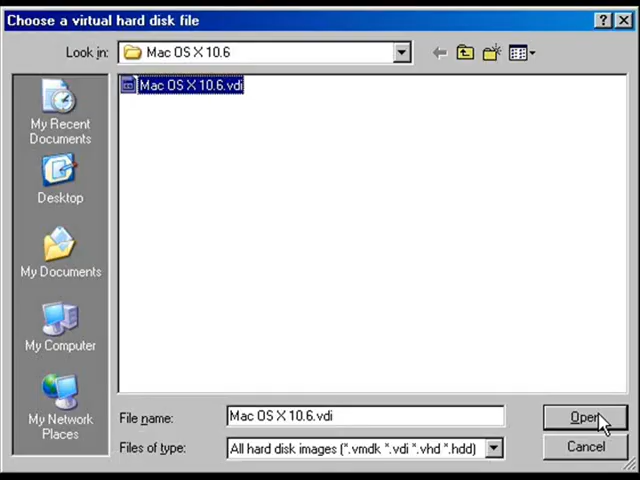 Choose a virtual hard disk file
Look in: Mac OS X 10.6
Mac OS X 10.6.vdi
My Recent
Documents
Desktop
My Documents
My Computer
My Network
Places
File name: Mac OS X 10.6.vdi
Open
Files of type: All hard disk images (*.vmdk *.vdi *.vhd *.hdd)
Cancel